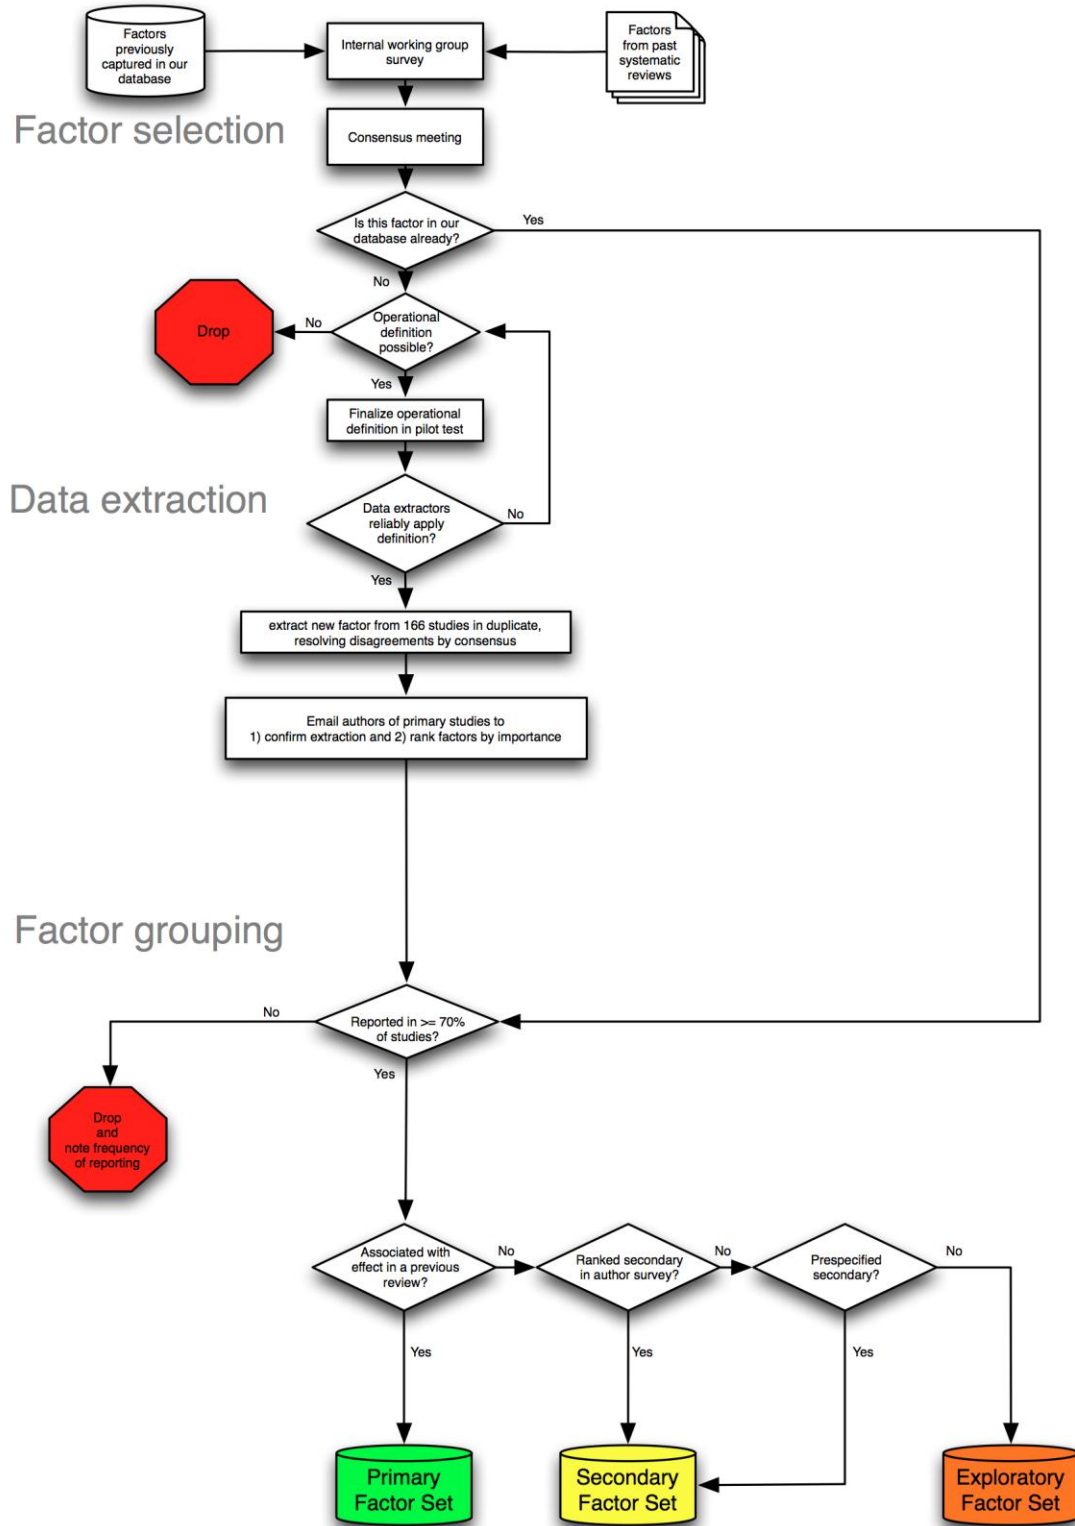 Factors
previously
captured in our
database
Internal working group
survey
Factors
from past
systematic
reviews
Factor selection
Consensus meeting
Is this factor in our
database already?
Yes
No
Drop
No
Operational
definition
possible?
Yes
Finalize operational
definition in pilot test
Data extraction
Data extractors
reliably apply
definition?
No
Yes
extract new factor from 166 studies in duplicate,
resolving disagreements by consensus
Email authors of primary studies to
1) confirm extraction and 2) rank factors by importance
Factor grouping
No
Reported in >= 70%
of studies?
Yes
Drop
and
note frequency
of reporting
Associated with
effect in a previous
review?
No
Ranked secondary
in author survey?
No
Prespecified
secondary?
No
Yes
Yes
Yes
Primary
Factor Set
Secondary
Factor Set
Exploratory
Factor Set